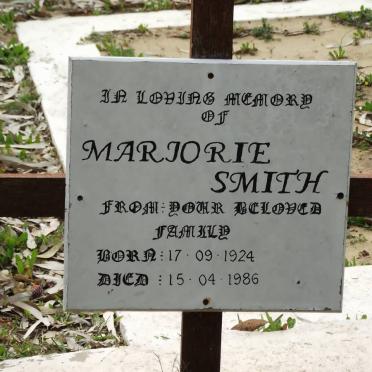 IN LOVING MEMORY
OF
MARJORIE
SMITH
FROM: YOUR BELOVED
FAMILY
BORN: 17·09·1924
DIED: 15·04·1986